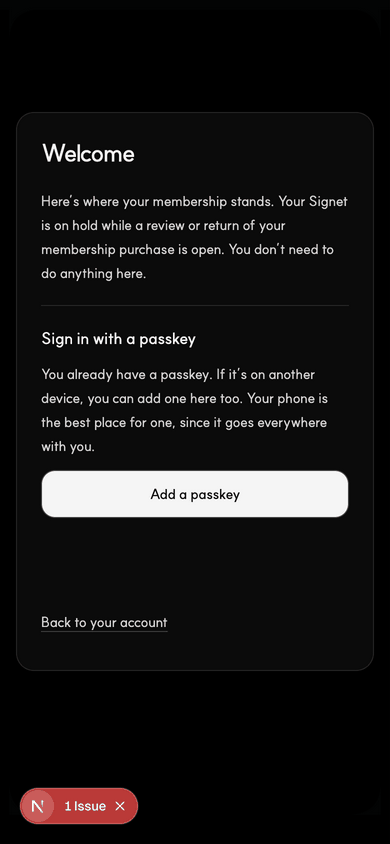 Welcome
Here’s where your membership stands. Your Signet
is on hold while a review or return of your
membership purchase is open. You don’t need to
do anything here.
Sign in with a passkey
You already have a passkey. If it’s on another
device, you can add one here too. Your phone is
the best place for one, since it goes everywhere
with you.
Add a passkey
Back to your account
N 1 Issue